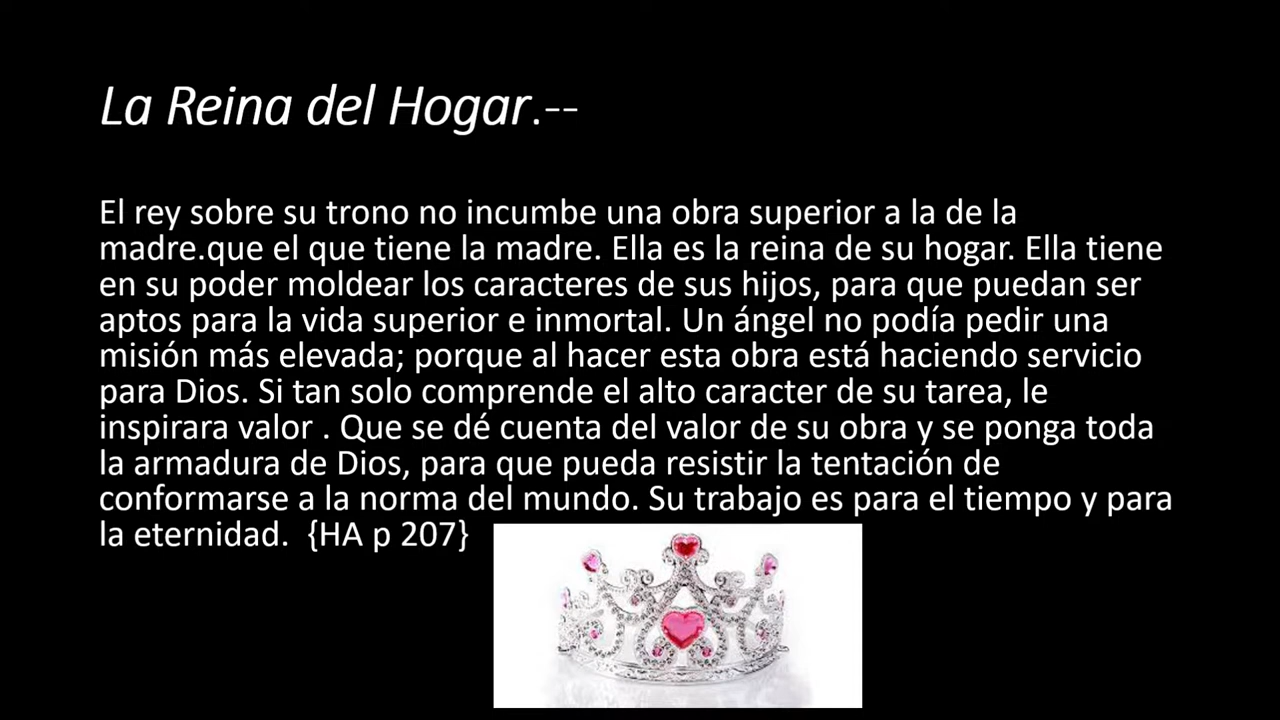 La Reina del Hogar.--
El rey sobre su trono no incumbe una obra superior a la de la
madre.que el que tiene la madre. Ella es la reina de su hogar. Ella tiene
en su poder moldear los caracteres de sus hijos, para que puedan ser
aptos para la vida superior e inmortal. Un ángel no podía pedir una
misión más elevada; porque al hacer esta obra está haciendo servicio
para Dios. Si tan solo comprende el alto caracter de su tarea, le
inspirara valor . Que se dé cuenta del valor de su obra y se ponga toda
la armadura de Dios, para que pueda resistir la tentación de
conformarse a la norma del mundo. Su trabajo es para el tiempo y para
la eternidad.  {HA p 207}